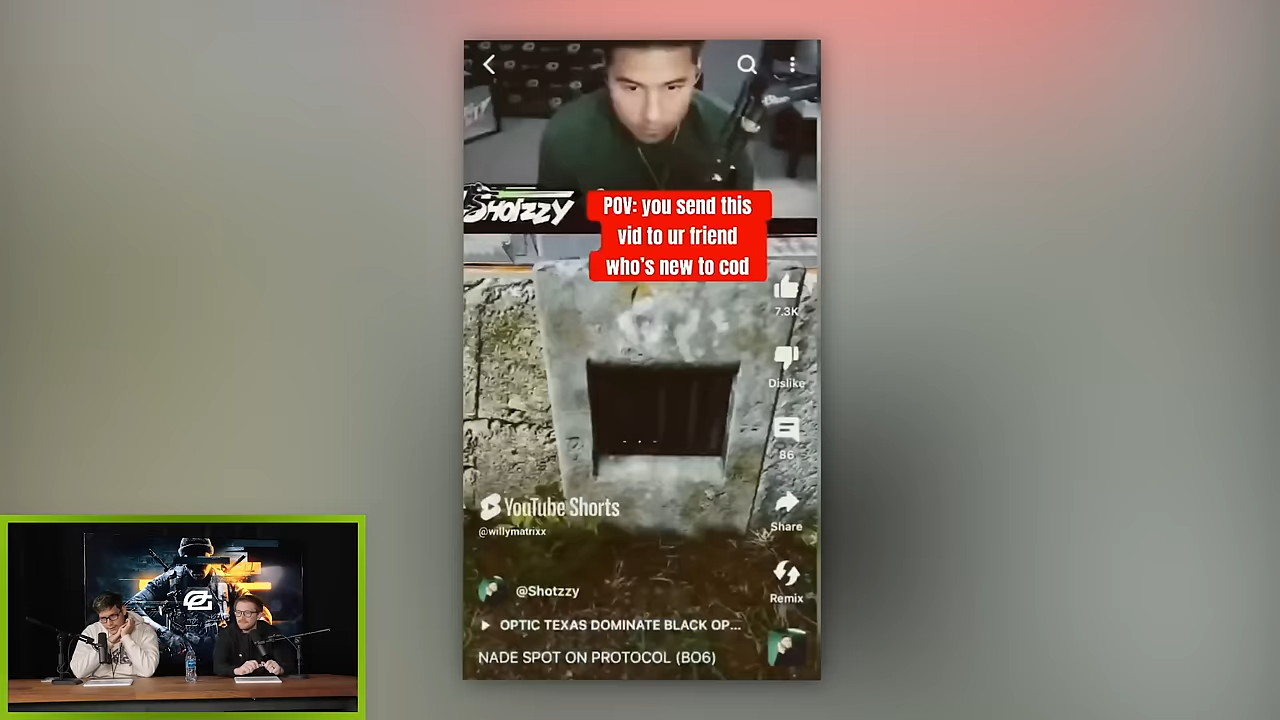 SHOTZZY
POV: you send this
vid to ur friend
who's new to cod
7.3K
Dislike
86
YouTube Shorts
@willymatrixx
Share
@Shotzzy
OPTIC TEXAS DOMINATE BLACK OP...
Remix
NADE SPOT ON PROTOCOL (BO6)